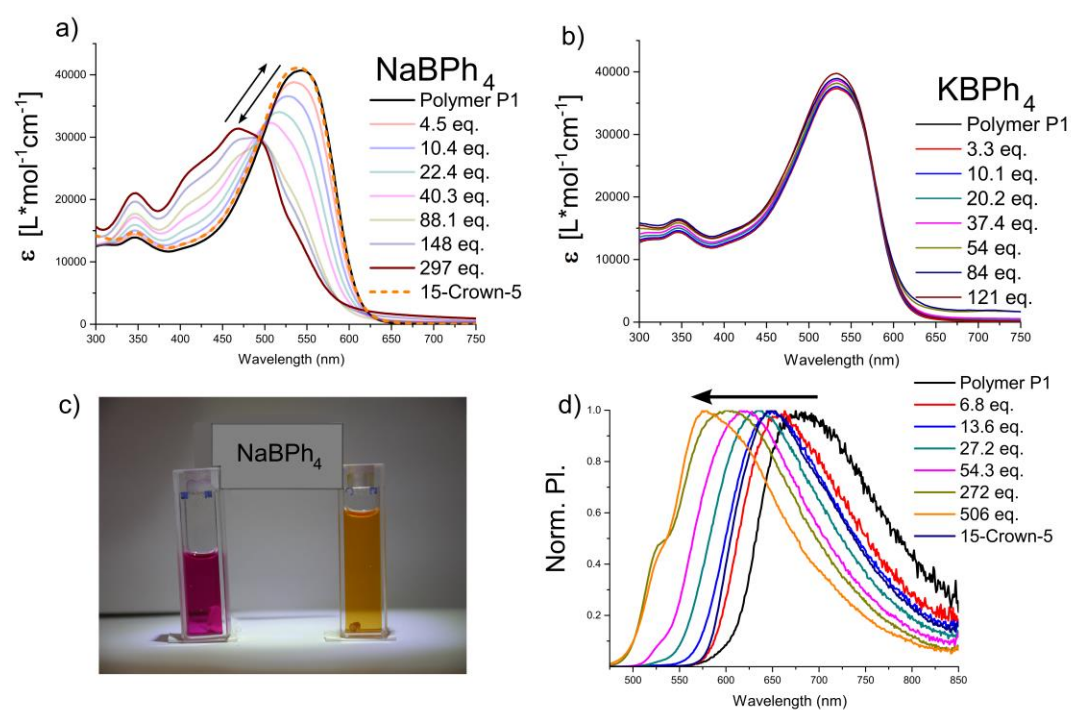 a)
NaBPh4
Polymer P1
4.5 eq.
10.4 eq.
22.4 eq.
40.3 eq.
88.1 eq.
148 eq.
297 eq.
15-Crown-5
ε [L*mol-1cm-1]
40000
30000
20000
10000
0
300 350 400 450 500 550 600 650 700 750
Wavelength (nm)
b)
KBPh4
Polymer P1
3.3 eq.
10.1 eq.
20.2 eq.
37.4 eq.
54 eq.
84 eq.
121 eq.
ε [L*mol-1cm-1]
40000
30000
20000
10000
0
300 350 400 450 500 550 600 650 700 750
Wavelength (nm)
c)
NaBPh4
d)
Polymer P1
6.8 eq.
13.6 eq.
27.2 eq.
54.3 eq.
272 eq.
506 eq.
15-Crown-5
Norm. Pl.
1.0
0.8
0.6
0.4
0.2
500 550 600 650 700 750 800 850
Wavelength (nm)